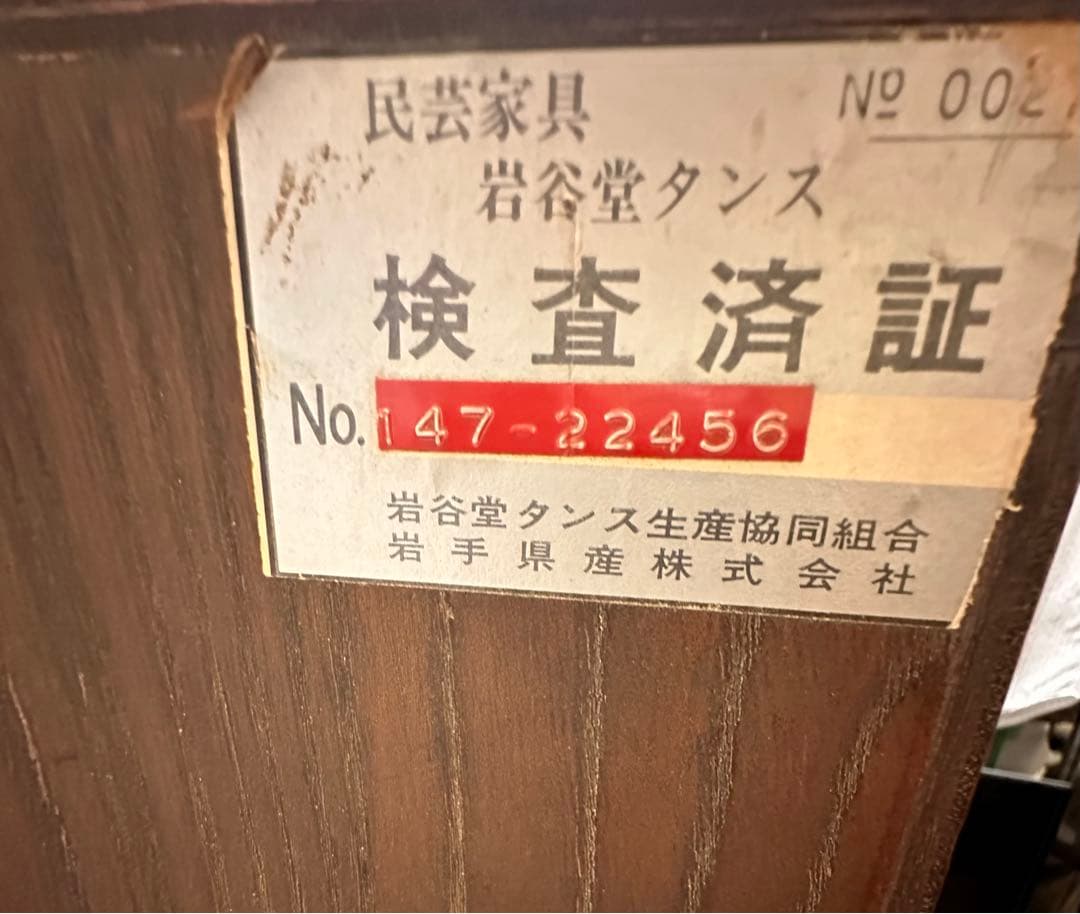 民芸家具
Nº 002
岩谷堂タンス
検査済証
No. 147-22456
岩谷堂タンス生産協同組合
岩手県産株式会社